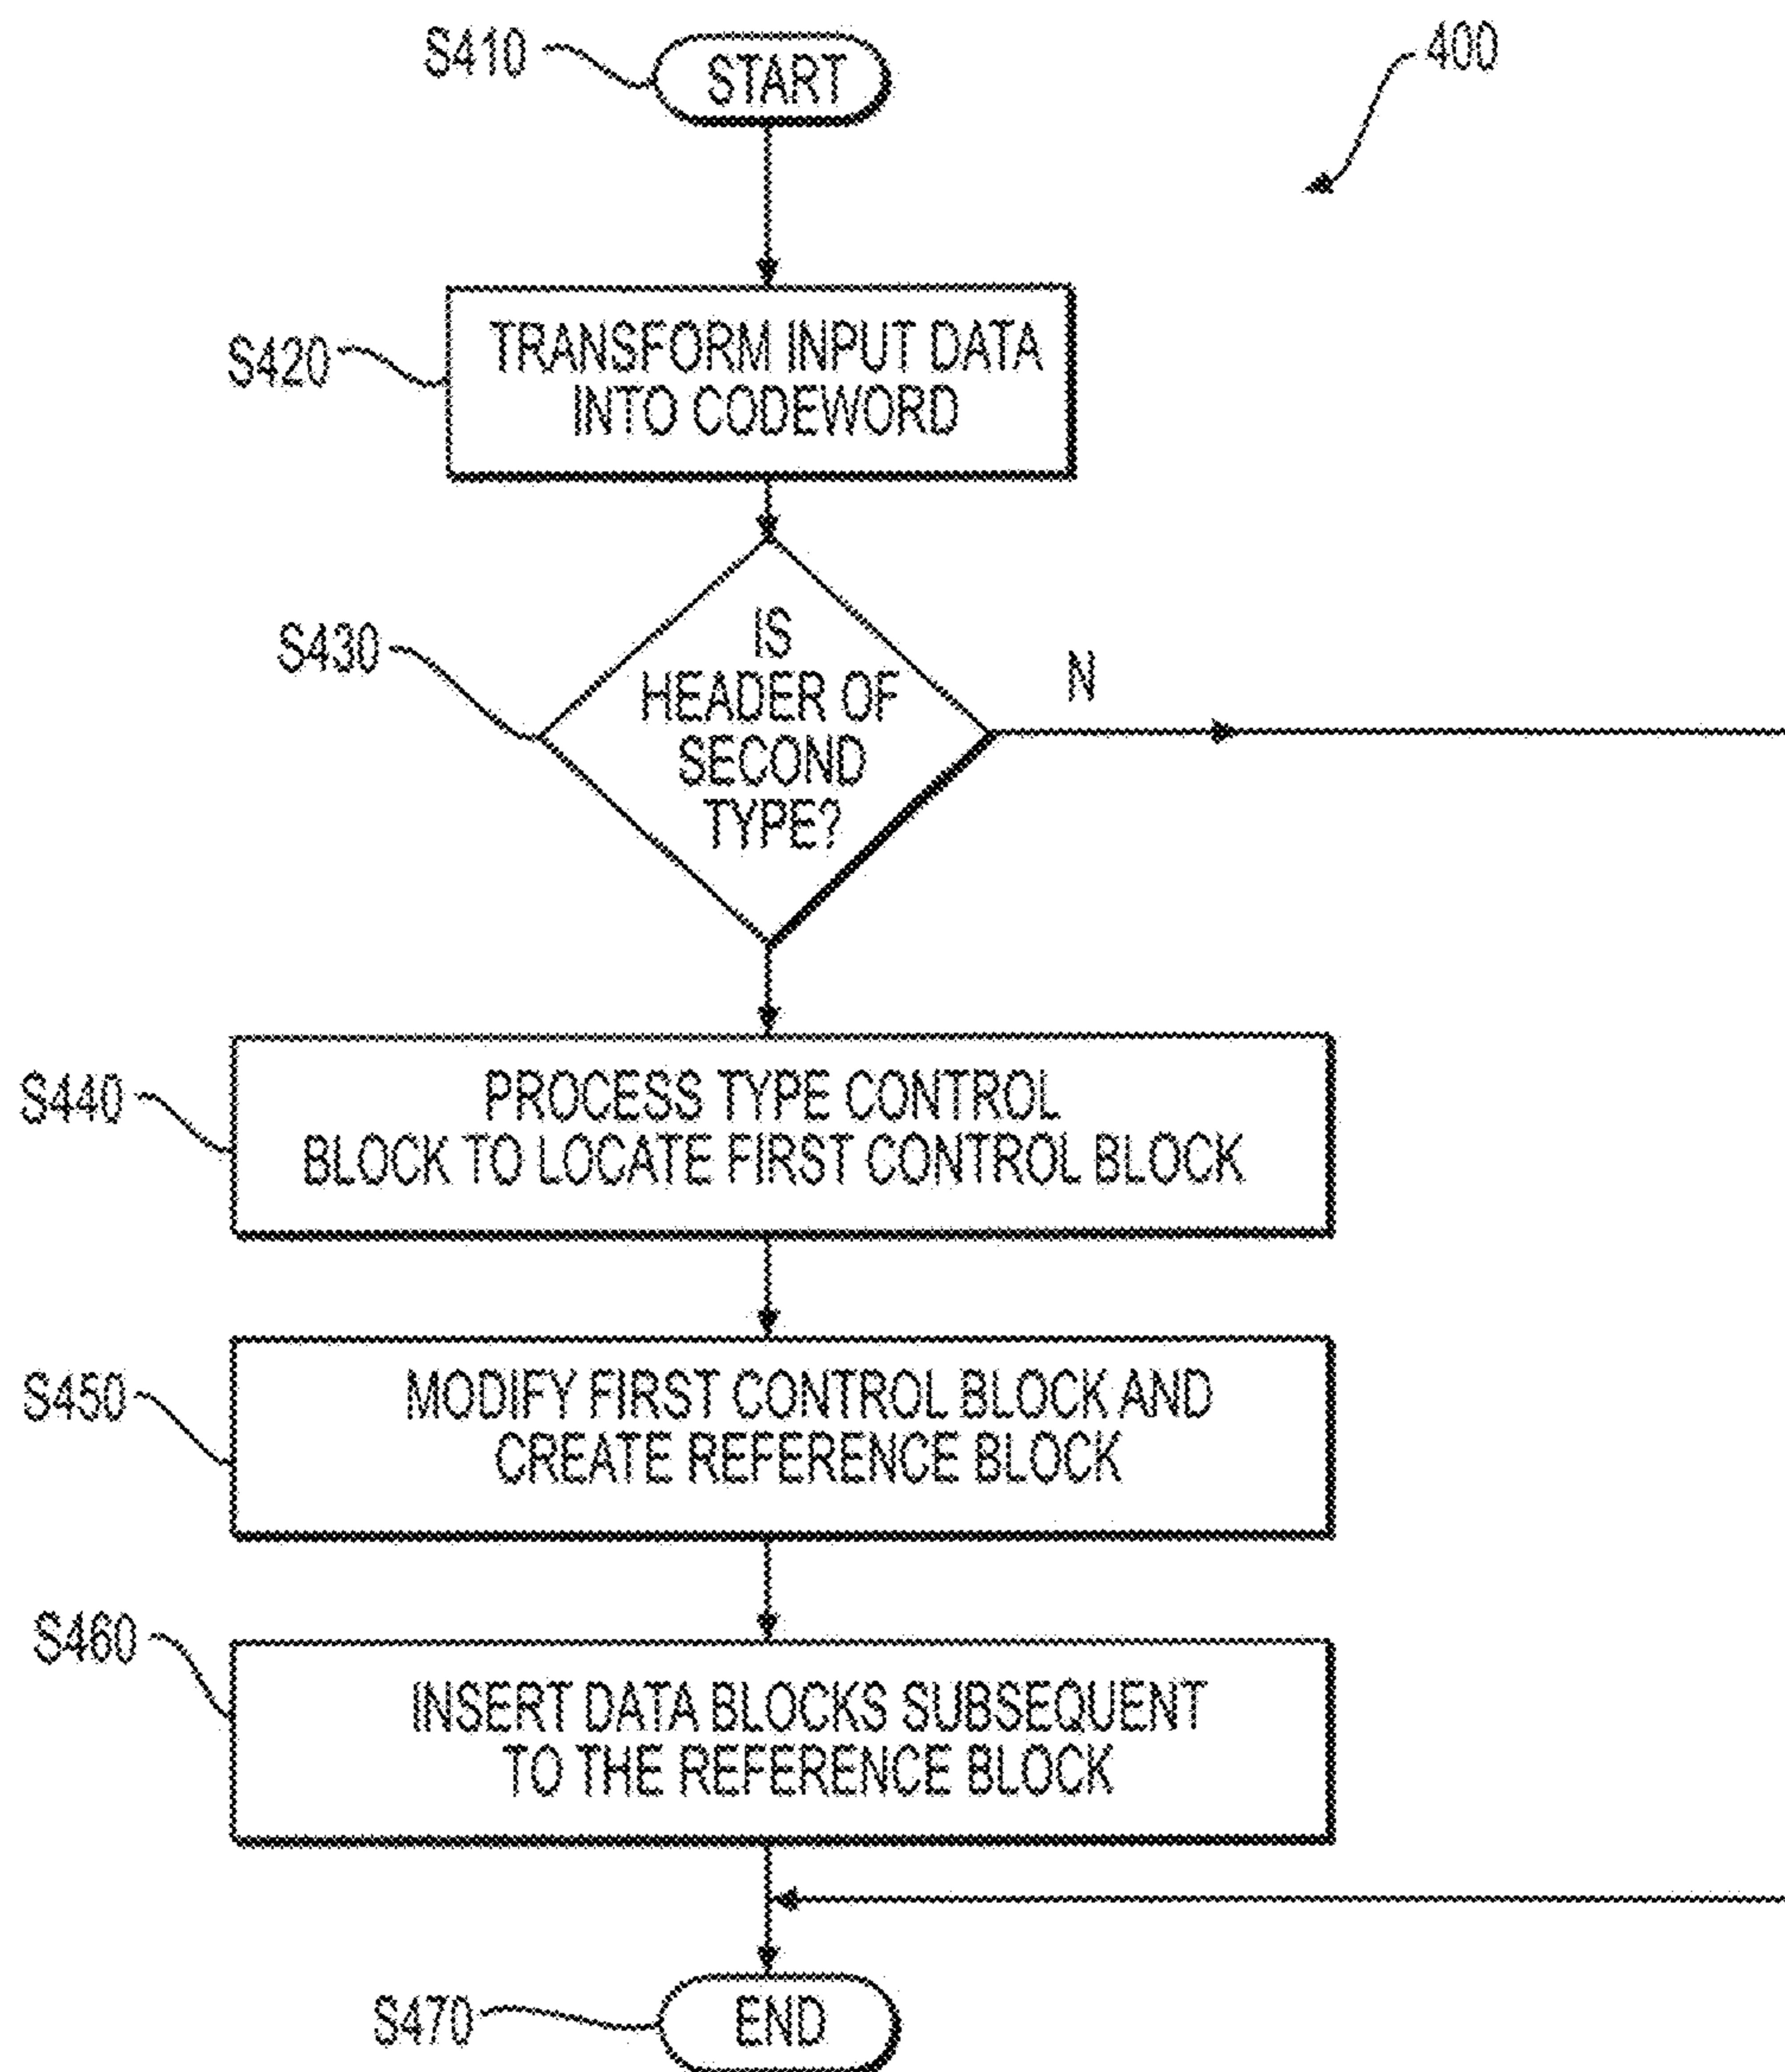 S410
START
400
S420
TRANSFORM INPUT DATA
INTO CODEWORD
S430
IS
HEADER OF
SECOND
TYPE?
N
S440
PROCESS TYPE CONTROL
BLOCK TO LOCATE FIRST CONTROL BLOCK
S450
MODIFY FIRST CONTROL BLOCK AND
CREATE REFERENCE BLOCK
S460
INSERT DATA BLOCKS SUBSEQUENT
TO THE REFERENCE BLOCK
S470
END